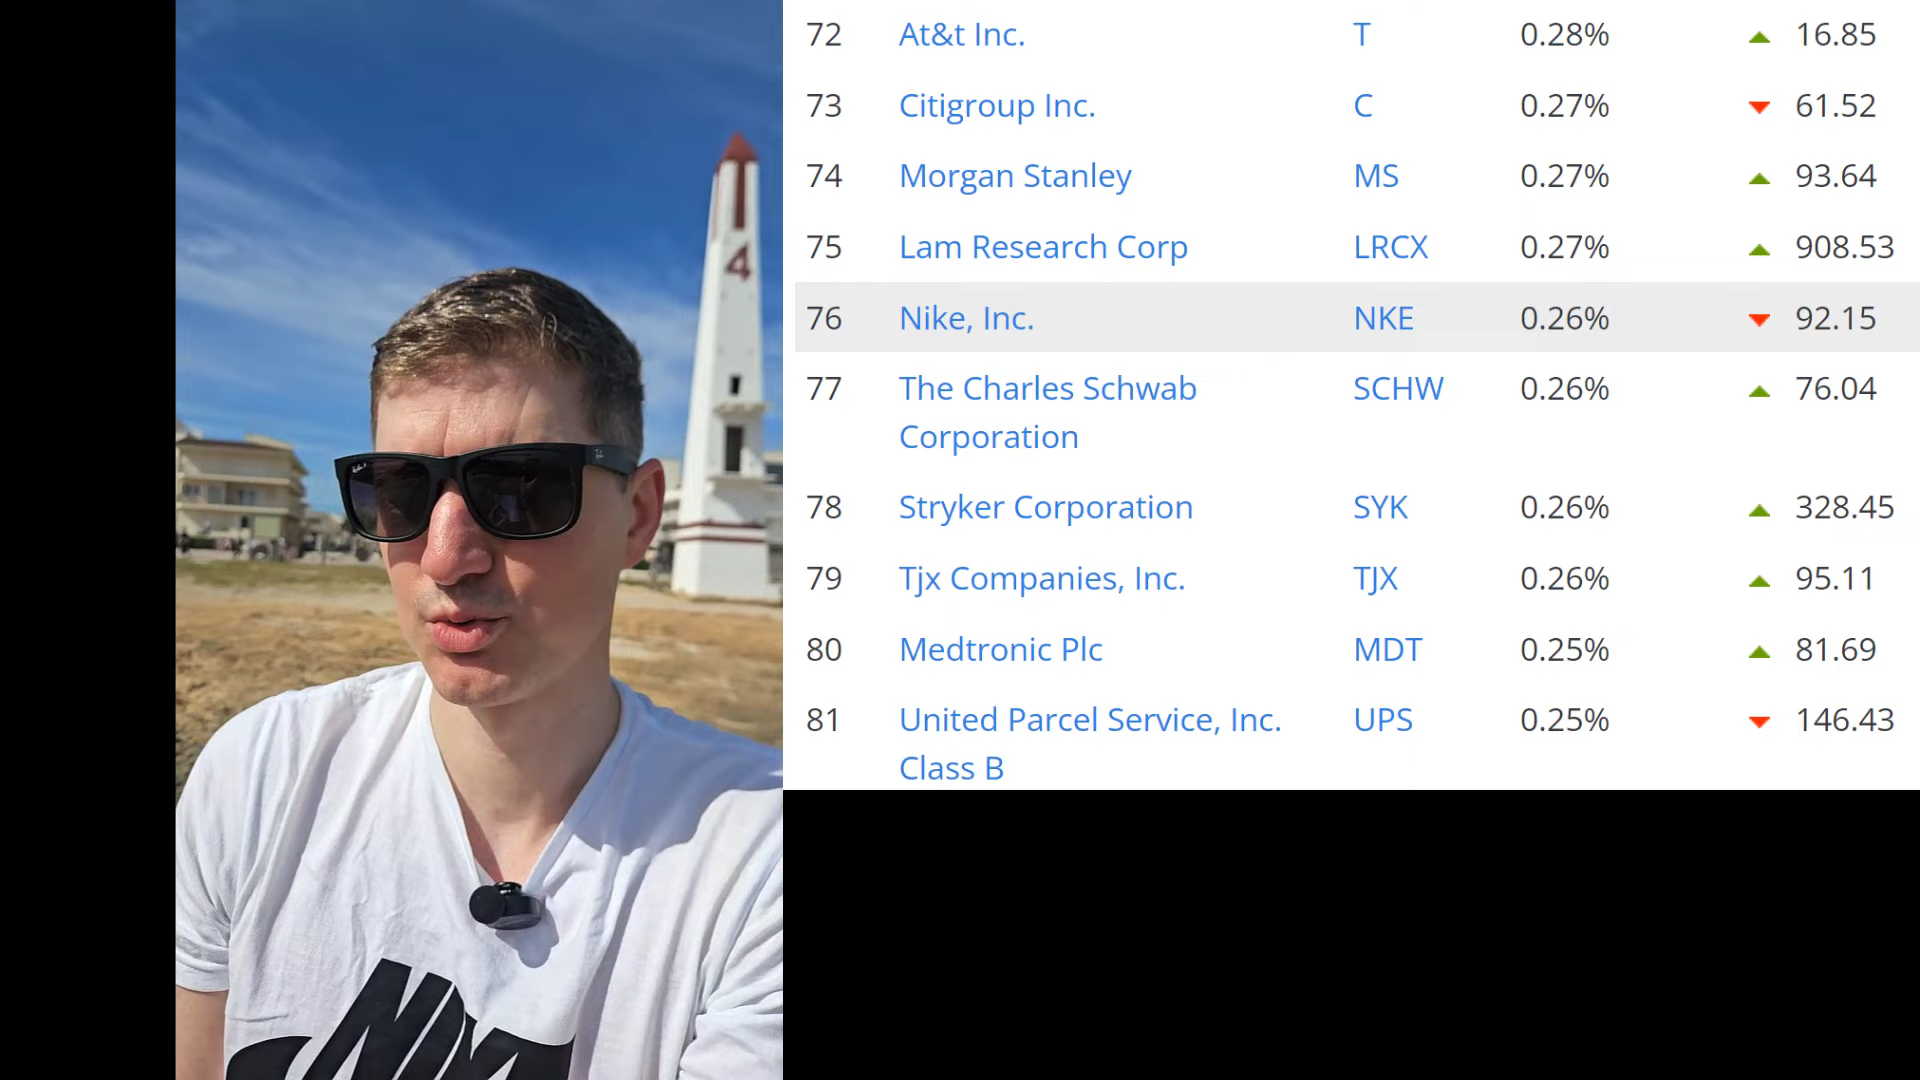 4
Ray-Ban
NIKE
72 At&t Inc. T 0.28% 16.85
73 Citigroup Inc. C 0.27% 61.52
74 Morgan Stanley MS 0.27% 93.64
75 Lam Research Corp LRCX 0.27% 908.53
76 Nike, Inc. NKE 0.26% 92.15
77 The Charles Schwab SCHW 0.26% 76.04
Corporation
78 Stryker Corporation SYK 0.26% 328.45
79 Tjx Companies, Inc. TJX 0.26% 95.11
80 Medtronic Plc MDT 0.25% 81.69
81 United Parcel Service, Inc. UPS 0.25% 146.43
Class B